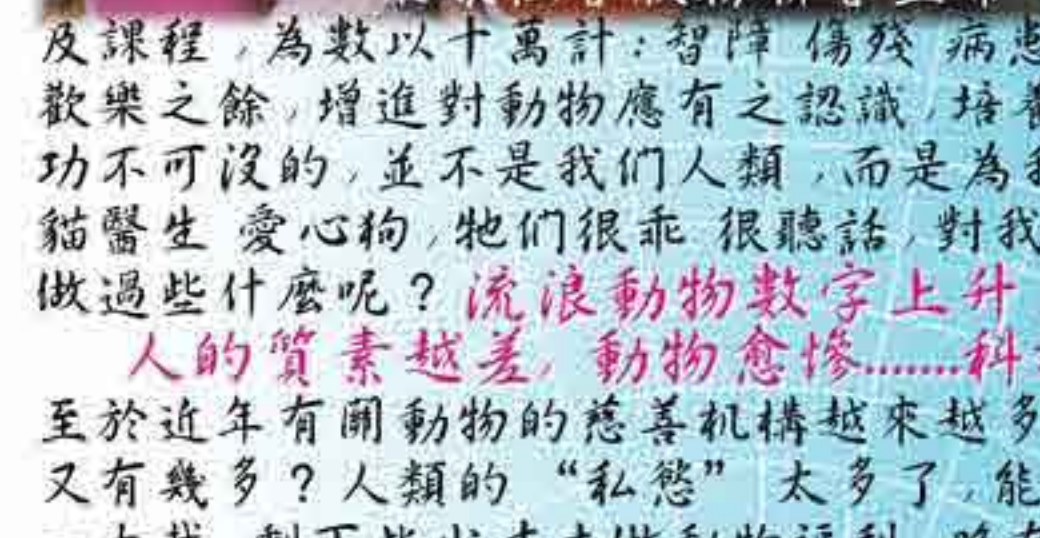 及課程,為數以十萬計:智障 傷殘 病患
歡樂之餘,增進對動物應有之認識,培養
功不可沒的,並不是我们人類,而是為我
貓醫生 愛心狗,牠们很乖 很聽話,對我
做過些什麼呢?流浪動物數字上升
人的質素越差,動物愈慘.......科
至於近年有關動物的慈善机構越來越多
又有幾多?人類的 “私慾” 太多了,能